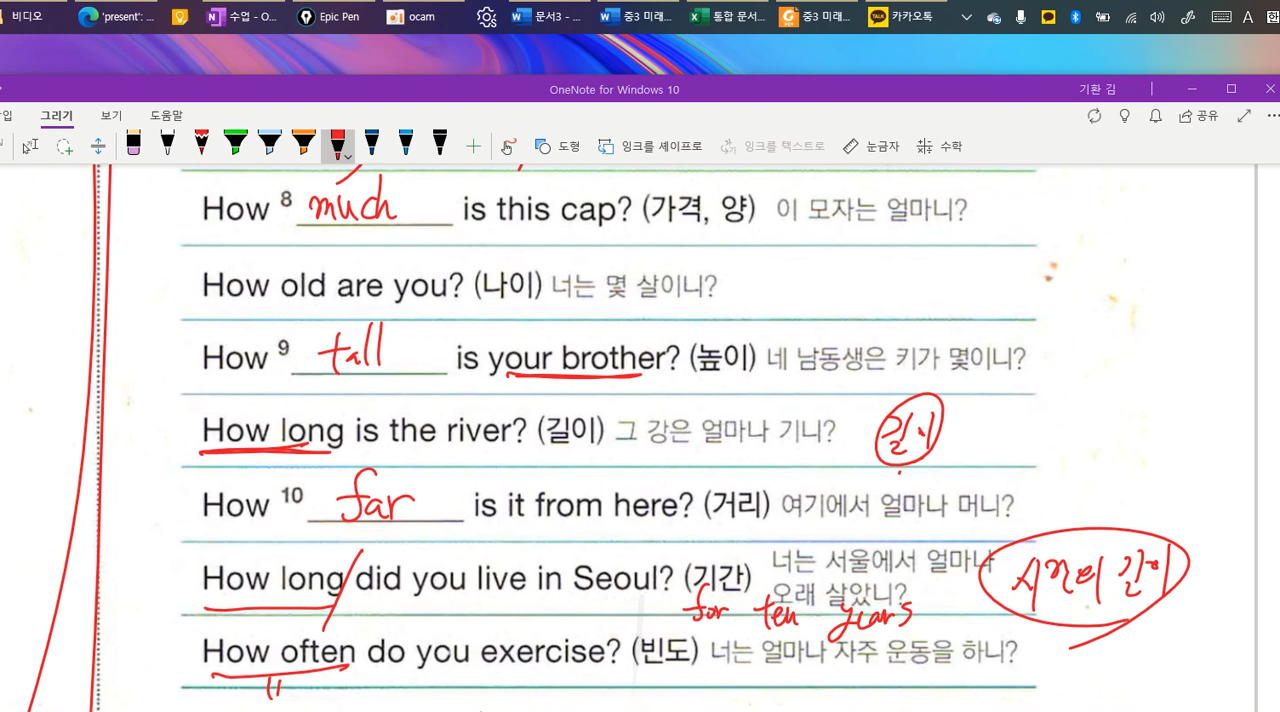 비디오 'present': ... 수업 - O... Epic Pen ocam 문서3 - ... 중3 미래... 통합 문서... 중3 미래... 카카오톡 A 한
OneNote for Windows 10 기환 김
입 그리기 보기 도움말 공유
도형 잉크를 셰이프로 잉크를 텍스트로 눈금자 수학
How 8 much is this cap? (가격, 양) 이 모자는 얼마니?
How old are you? (나이) 너는 몇 살이니?
How 9 tall is your brother? (높이) 네 남동생은 키가 몇이니?
How long is the river? (길이) 그 강은 얼마나 기니? 길이
How 10 far is it from here? (거리) 여기에서 얼마나 머니?
How long did you live in Seoul? (기간) 너는 서울에서 얼마나
오래 살았니? 시간의 길이
for ten years
How often do you exercise? (빈도) 너는 얼마나 자주 운동을 하니?